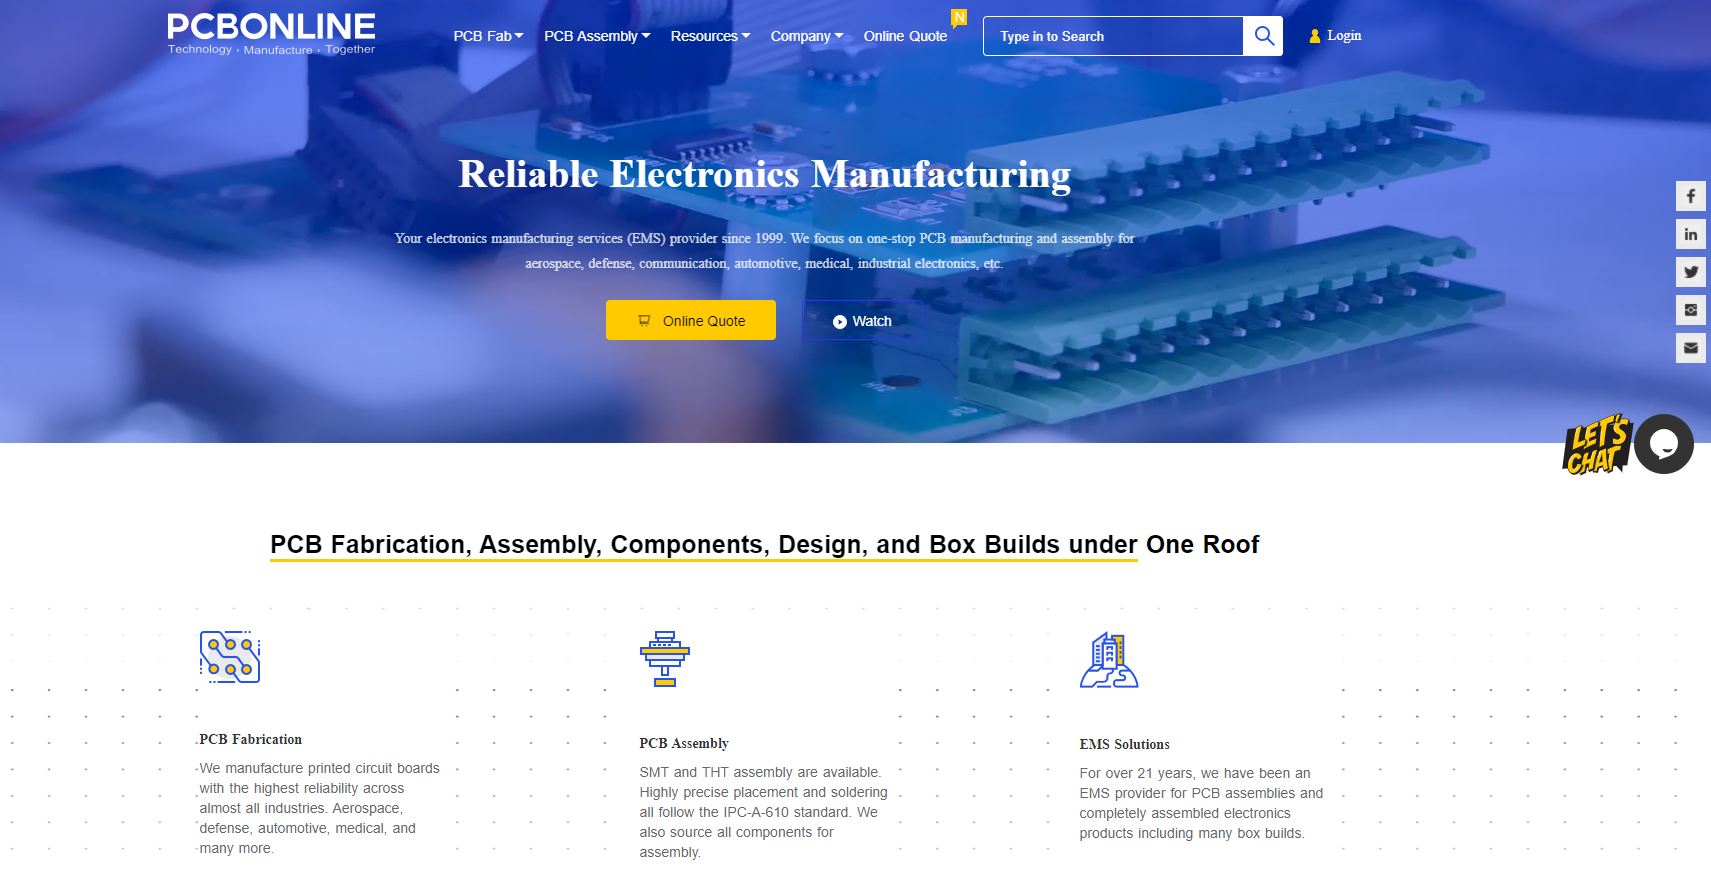 PCBONLINE
Technology · Manufacture · Together
PCB Fab
PCB Assembly
Resources
Company
Online Quote
N
Type in to Search
Login
Reliable Electronics Manufacturing
Your electronics manufacturing services (EMS) provider since 1999. We focus on one-stop PCB manufacturing and assembly for
aerospace, defense, communication, automotive, medical, industrial electronics, etc.
Online Quote
Watch
LET'S
CHAT
PCB Fabrication, Assembly, Components, Design, and Box Builds under One Roof
PCB Fabrication
We manufacture printed circuit boards
with the highest reliability across
almost all industries. Aerospace,
defense, automotive, medical, and
many more.
PCB Assembly
SMT and THT assembly are available.
Highly precise placement and soldering
all follow the IPC-A-610 standard. We
also source all components for
assembly.
EMS Solutions
For over 21 years, we have been an
EMS provider for PCB assemblies and
completely assembled electronics
products including many box builds.